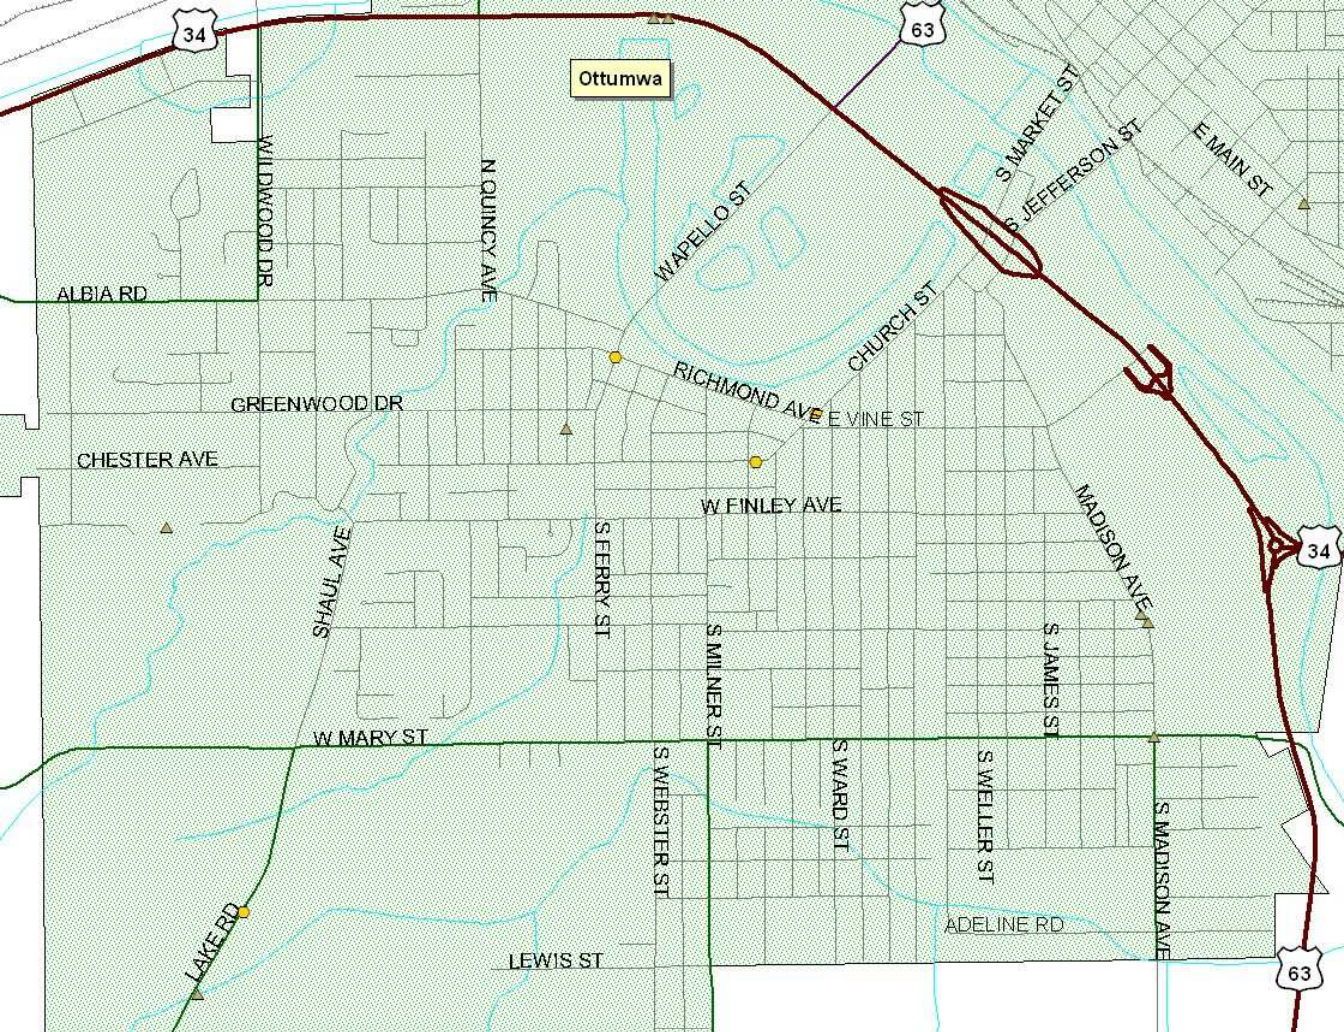 34
63
Ottumwa
S MARKET ST
S JEFFERSON ST
E MAIN ST
WILDWOOD DR
N QUINCY AVE
WAPELLO ST
ALBIA RD
CHURCH ST
RICHMOND AVE
GREENWOOD DR
E VINE ST
CHESTER AVE
W FINLEY AVE
MADISON AVE
SHAUL AVE
S FERRY ST
34
S MILNER ST
S JAMES ST
W MARY ST
S WEBSTER ST
S WARD ST
S WELLER ST
S MADISON AVE
LAKE RD
ADELINE RD
LEWIS ST
63